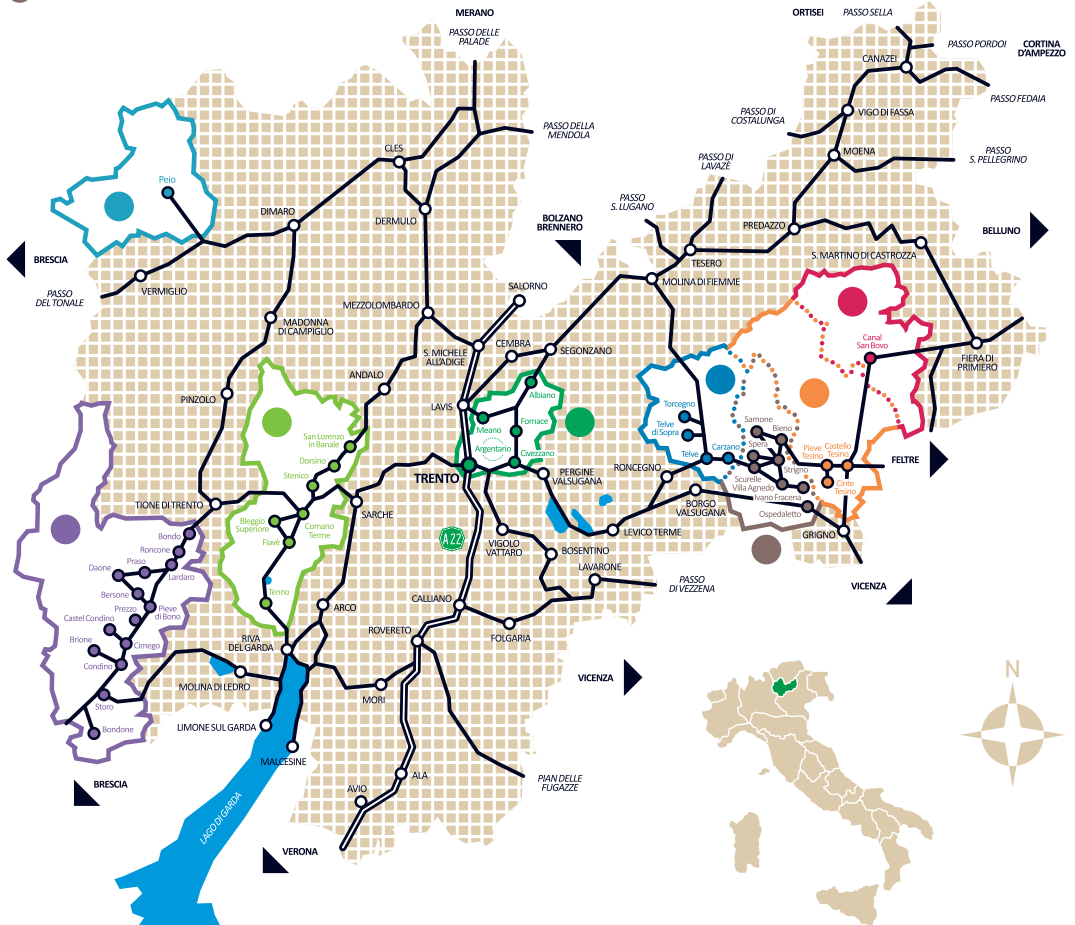 MERANO
PASSO DELLE
PALADE
ORTISEI
PASSO SELLA
PASSO PORDOI
CORTINA
D'AMPEZZO
CANAZEI
PASSO FEDAIA
VIGO DI FASSA
PASSO DI
COSTALUNGA
PASSO DELLA
MENDOLA
CLES
MOENA
PASSO
S. PELLEGRINO
PASSO DI
LAVAZÈ
Peio
DIMARO
DERMULO
PASSO
S. LUGANO
BOLZANO
BRENNERO
PREDAZZO
BELLUNO
S. MARTINO DI CASTROZZA
BRESCIA
TESERO
PASSO
DEL TONALE
VERMIGLIO
MOLINA DI FIEMME
SALORNO
MEZZOLOMBARDO
MADONNA
DI CAMPIGLIO
CEMBRA
S. MICHELE
ALL'ADIGE
SEGONZANO
Canal
San Bovo
FIERA DI
PRIMIERO
ANDALO
PINZOLO
Albiano
LAVIS
Meano
Fornace
Argentario
Civezzano
Torcegno
Telve
di Sopra
Telve
Carzano
Samone
Bieno
Spera
Strigno
Scurelle
Villa Agnedo
Ivano Fracena
Ospedaletto
Pieve
Tesino
Castello
Tesino
Cinte
Tesino
FELTRE
San Lorenzo
in Banale
Dorsino
Stenico
TRENTO
PERGINE
VALSUGANA
RONCEGNO
BORGO
VALSUGANA
TIONE DI TRENTO
SARCHE
Bleggio
Superiore
Comano
Terme
Fiavè
A 22
VIGOLO
VATTARO
LEVICO TERME
GRIGNO
BOSENTINO
LAVARONE
PASSO
DI VEZZENA
VICENZA
Bondo
Roncone
Praso
Daone
Lardaro
Bersone
Prezzo
Pieve
di Bono
Castel Condino
Cimego
Brione
Condino
Storo
Bondone
Tenno
ARCO
CALLIANO
FOLGARIA
ROVERETO
RIVA
DEL GARDA
MOLINA DI LEDRO
MORI
VICENZA
N
LIMONE SUL GARDA
MALCESINE
ALA
PIAN DELLE
FUGAZZE
AVIO
BRESCIA
LAGO DI GARDA
VERONA